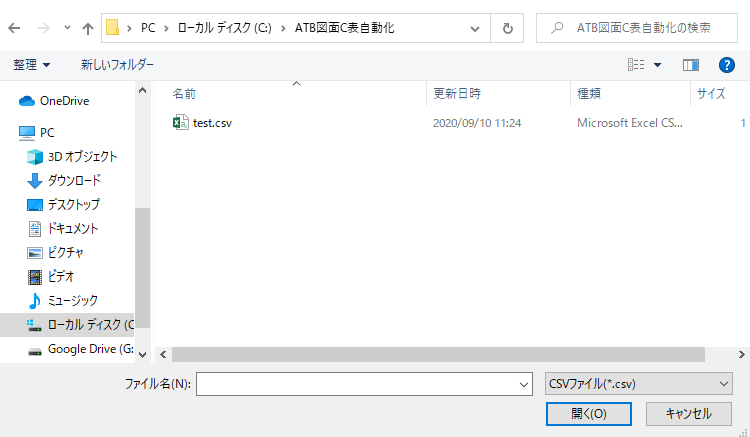 PC › ローカル ディスク (C:) › ATB図面C表自動化
ATB図面C表自動化の検索
整理
新しいフォルダー
OneDrive
PC
3D オブジェクト
ダウンロード
デスクトップ
ドキュメント
ピクチャ
ビデオ
ミュージック
ローカル ディスク (C
Google Drive (G:
名前
更新日時
種類
サイズ
test.csv
2020/09/10 11:24
Microsoft Excel CS...
1
ファイル名(N):
CSVファイル(*.csv)
開く(O)
キャンセル